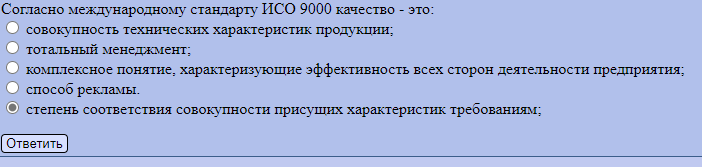 Согласно международному стандарту ИСО 9000 качество - это:
совокупность технических характеристик продукции;
тотальный менеджмент;
комплексное понятие, характеризующие эффективность всех сторон деятельности предприятия;
способ рекламы.
степень соответствия совокупности присущих характеристик требованиям;
Ответить